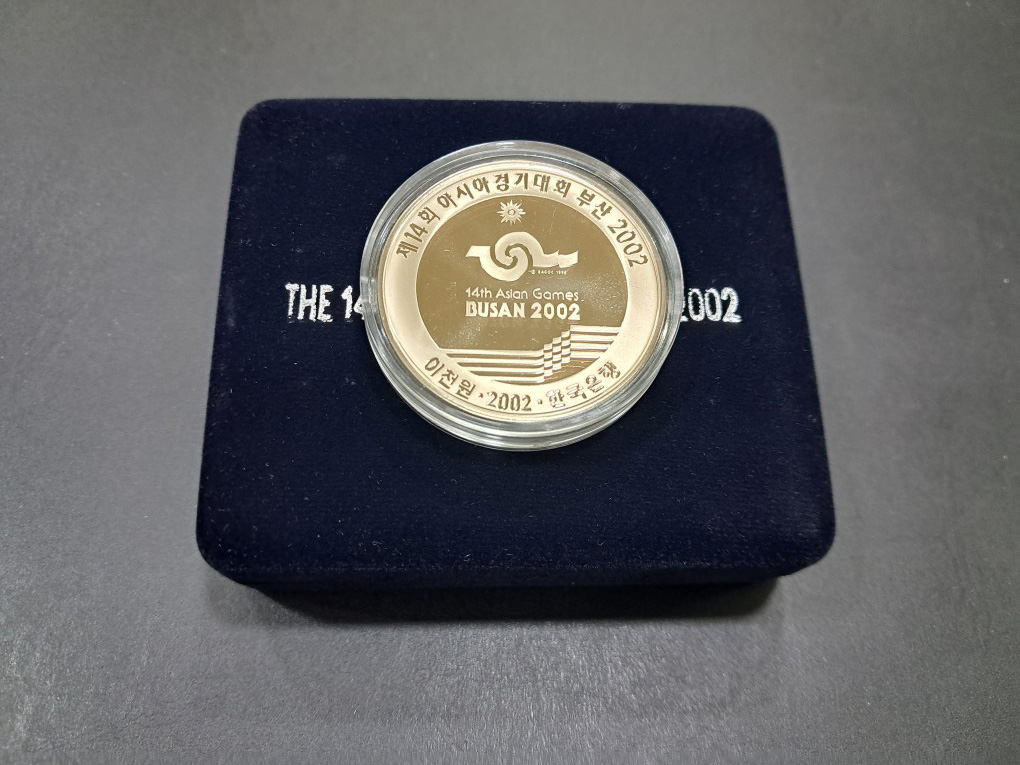 제14회 아시아경기대회 부산 2002
14th Asian Games
BUSAN 2002
이천원·2002·한국은행
THE 14
2002